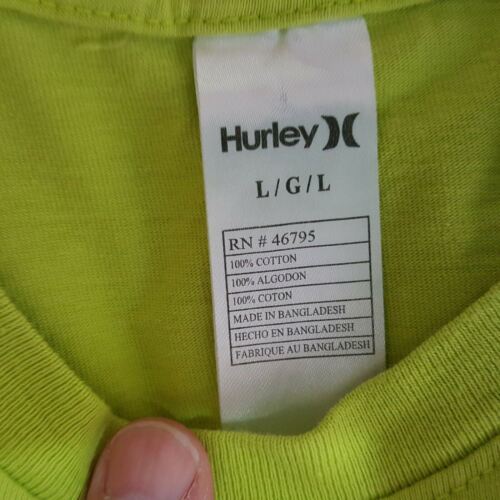 Hurley
L/G/L
RN # 46795
100% COTTON
100% ALGODON
100% COTON
MADE IN BANGLADESH
HECHO EN BANGLADESH
FABRIQUE AU BANGLADESH